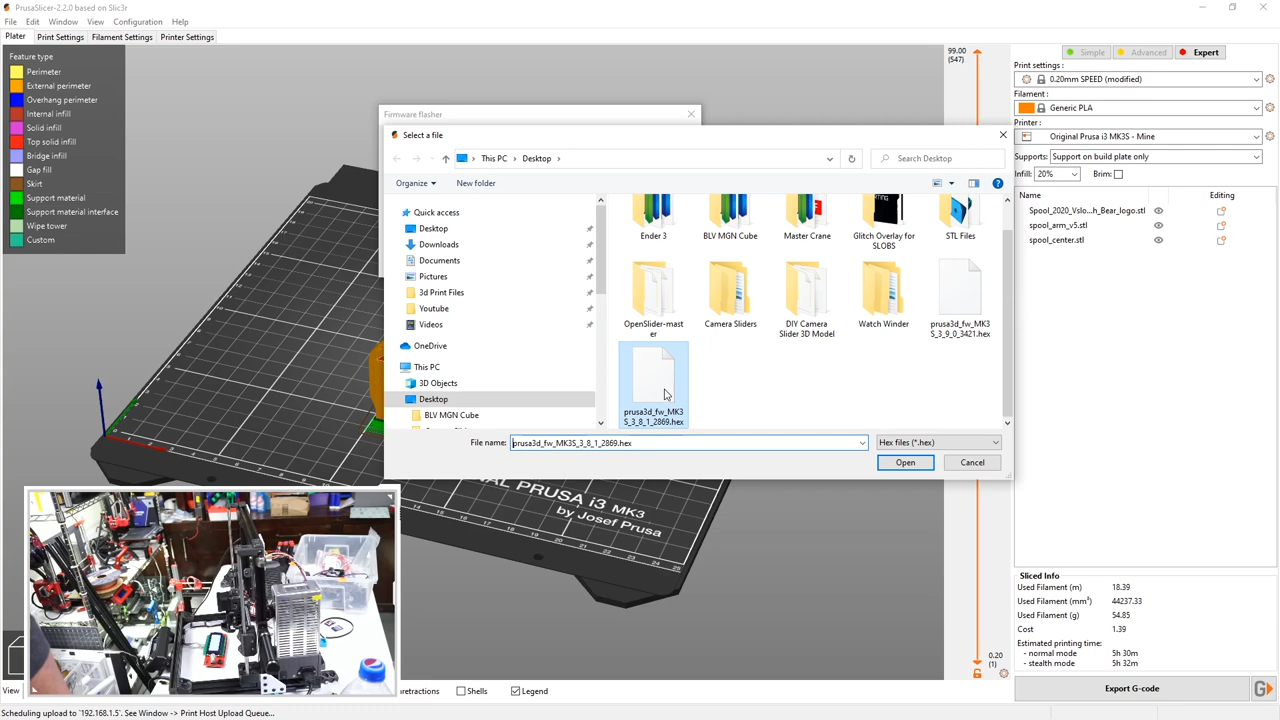 PrusaSlicer-2.2.0 based on Slic3r
File Edit Window View Configuration Help
Plater Print Settings Filament Settings Printer Settings
Feature type
Perimeter
External perimeter
Overhang perimeter
Internal infill
Solid infill
Top solid infill
Bridge infill
Gap fill
Skirt
Support material
Support material interface
Wipe tower
Custom
Firmware flasher
Select a file
This PC > Desktop >
Search Desktop
Organize
New folder
Quick access
Desktop
Downloads
Documents
Pictures
3d Print Files
Youtube
Videos
OneDrive
This PC
3D Objects
Desktop
BLV MGN Cube
Ender 3
BLV MGN Cube
Master Crane
Glitch Overlay for
SLOBS
STL Files
OpenSlider-mast
er
Camera Sliders
DIY Camera
Slider 3D Model
Watch Winder
prusa3d_fw_MK3
S_3_9_0_3421.hex
prusa3d_fw_MK3
S_3_8_1_2869.hex
File name: prusa3d_fw_MK3S_3_8_1_2869.hex
Hex files (*.hex)
Open
Cancel
ORIGINAL PRUSA i3 MK3
by Josef Prusa
99.00
(547)
0.20
(1)
Simple Advanced Expert
Print settings :
0.20mm SPEED (modified)
Filament :
Generic PLA
Printer :
Original Prusa i3 MK3S - Mine
Supports: Support on build plate only
Infill: 20% Brim:
Name Editing
Spool_2020_Vslo...h_Bear_logo.stl
spool_arm_v5.stl
spool_center.stl
Sliced Info
Used Filament (m) 18.39
Used Filament (mm³) 44237.33
Used Filament (g) 54.85
Cost 1.39
Estimated printing time:
- normal mode 5h 30m
- stealth mode 5h 32m
Export G-code
G
View
retractions
Shells
Legend
Scheduling upload to `192.168.1.5`. See Window -> Print Host Upload Queue...